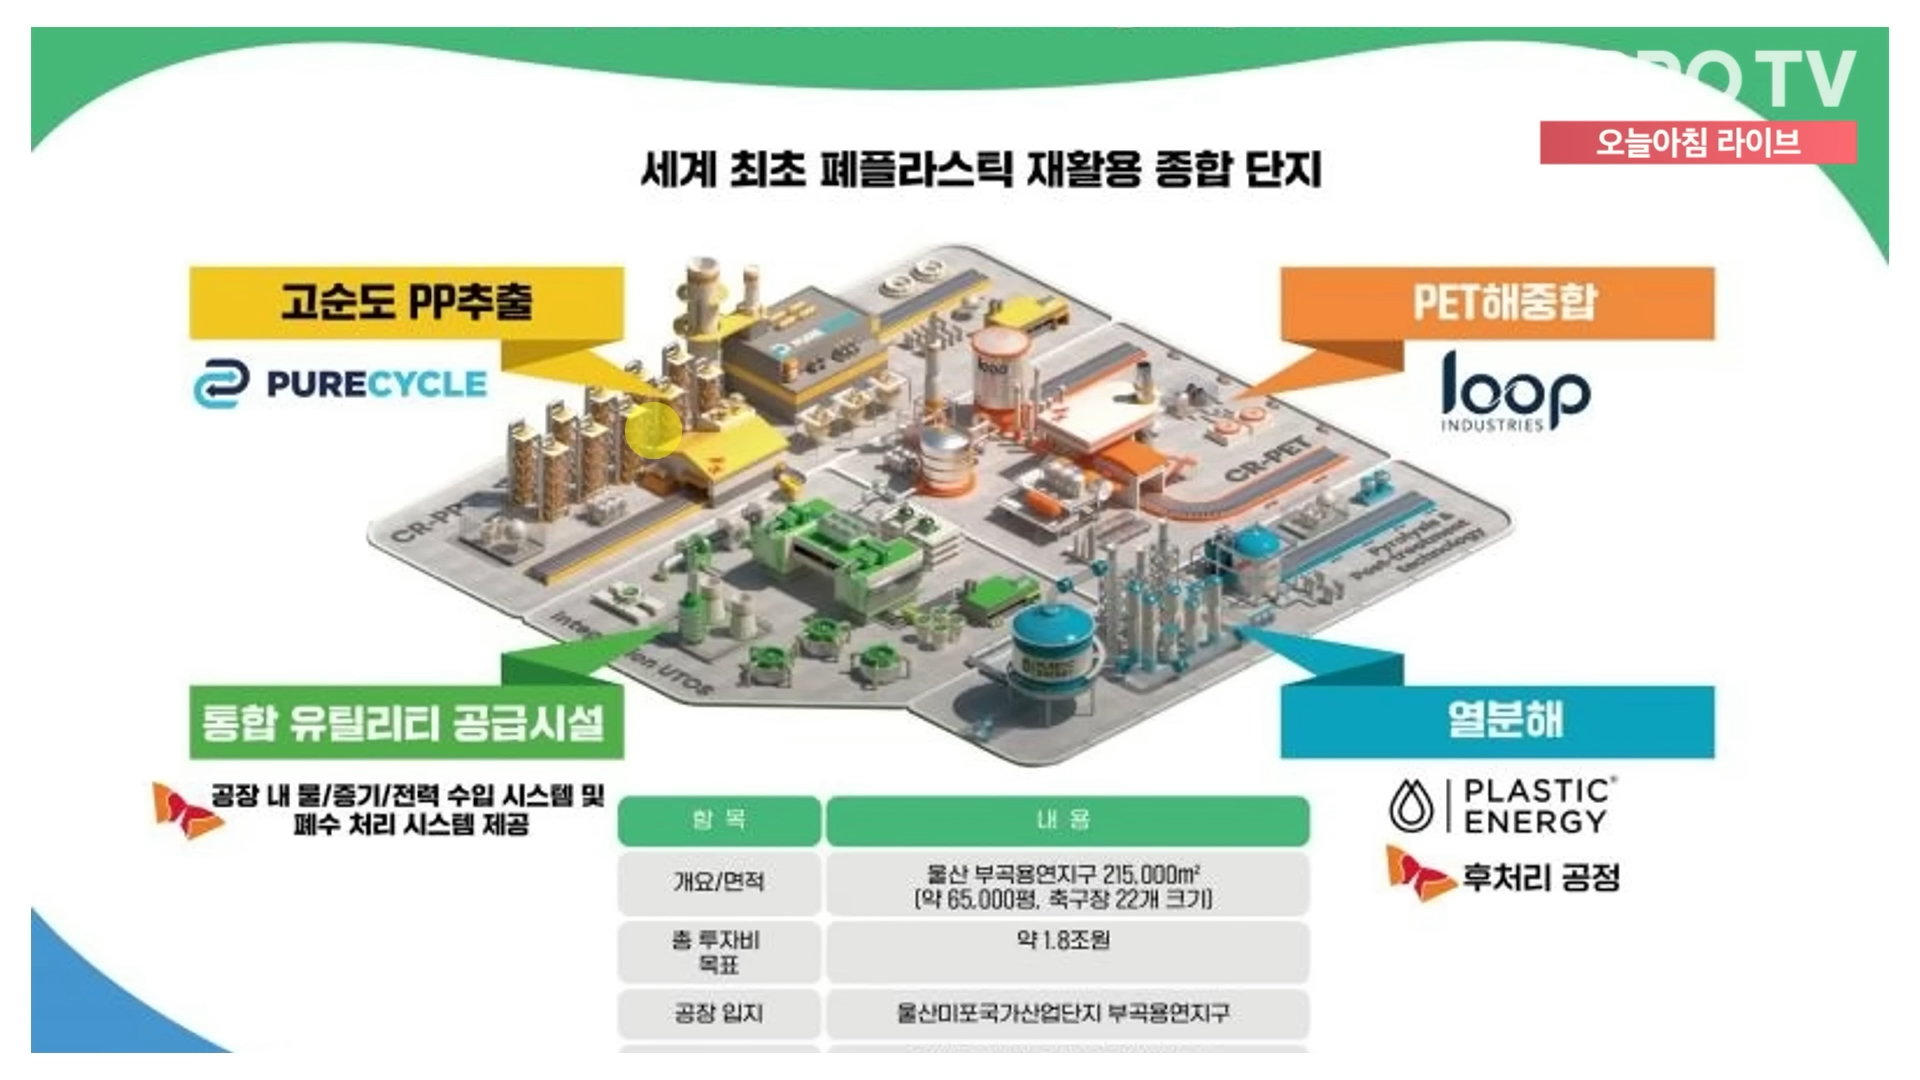 TV
오늘아침 라이브
세계 최초 폐플라스틱 재활용 종합 단지
고순도 PP추출
PURECYCLE
PET해중합
loop
INDUSTRIES
loop
CR-PP
CR-PET
Pyrolysis &
Post-treatment
technology
통합 유틸리티 공급시설
공장 내 물/증기/전력 수입 시스템 및
폐수 처리 시스템 제공
열분해
PLASTIC
ENERGY
후처리 공정
항 목 내 용
개요/면적 울산 부곡용연지구 215,000m²
(약 65,000평, 축구장 22개 크기)
총 투자비
목표 약 1.8조원
공장 입지 울산미포국가산업단지 부곡용연지구